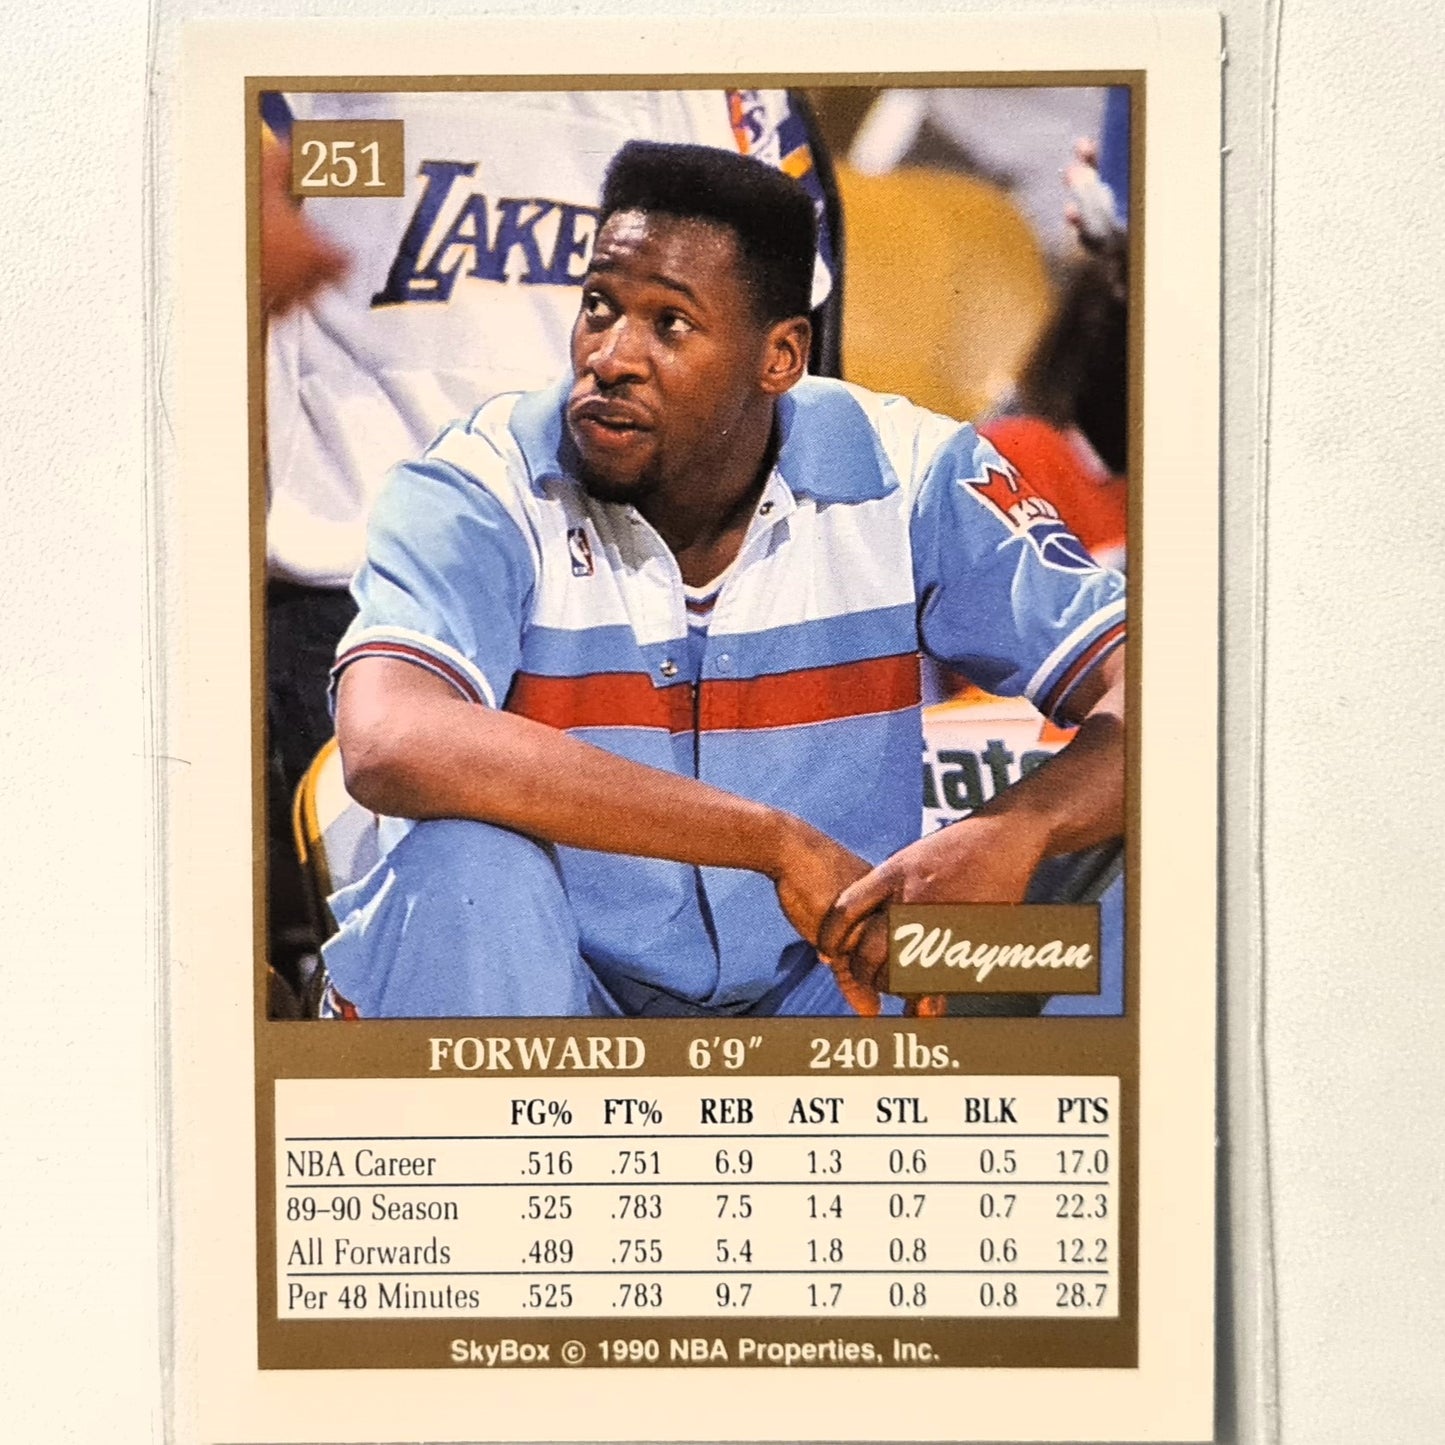 251
LAKE
Wayman
FORWARD 6'9" 240 lbs.
FG% FT% REB AST STL BLK PTS
NBA Career .516 .751 6.9 1.3 0.6 0.5 17.0
89–90 Season .525 .783 7.5 1.4 0.7 0.7 22.3
All Forwards .489 .755 5.4 1.8 0.8 0.6 12.2
Per 48 Minutes .525 .783 9.7 1.7 0.8 0.8 28.7
SkyBox © 1990 NBA Properties, Inc.